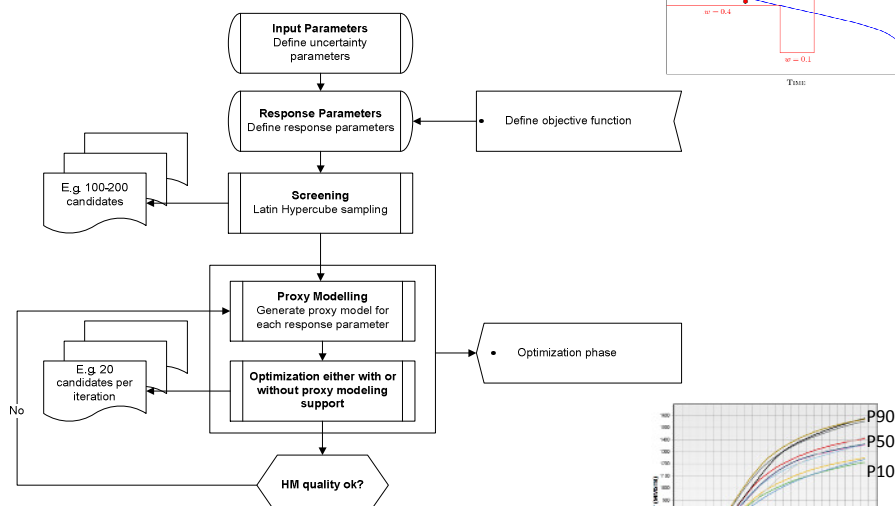 w = 0.4
w = 0.1
TIME
Input Parameters
Define uncertainty
parameters
Response Parameters
Define response parameters
Define objective function
E.g. 100-200
candidates
Screening
Latin Hypercube sampling
Proxy Modelling
Generate proxy model for
each response parameter
Optimization phase
E.g. 20
candidates per
iteration
Optimization either with or
without proxy modeling
support
No
HM quality ok?
P90
P50
P10